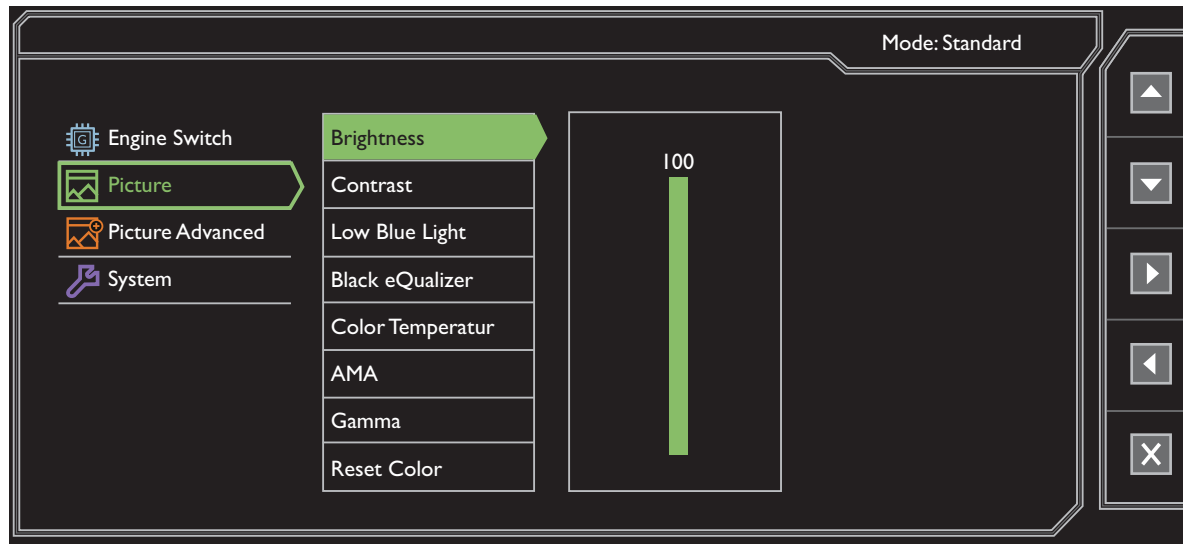 Mode: Standard
G
Engine Switch
Picture
Picture Advanced
System
Brightness
Contrast
Low Blue Light
Black eQualizer
Color Temperatur
AMA
Gamma
Reset Color
100
X